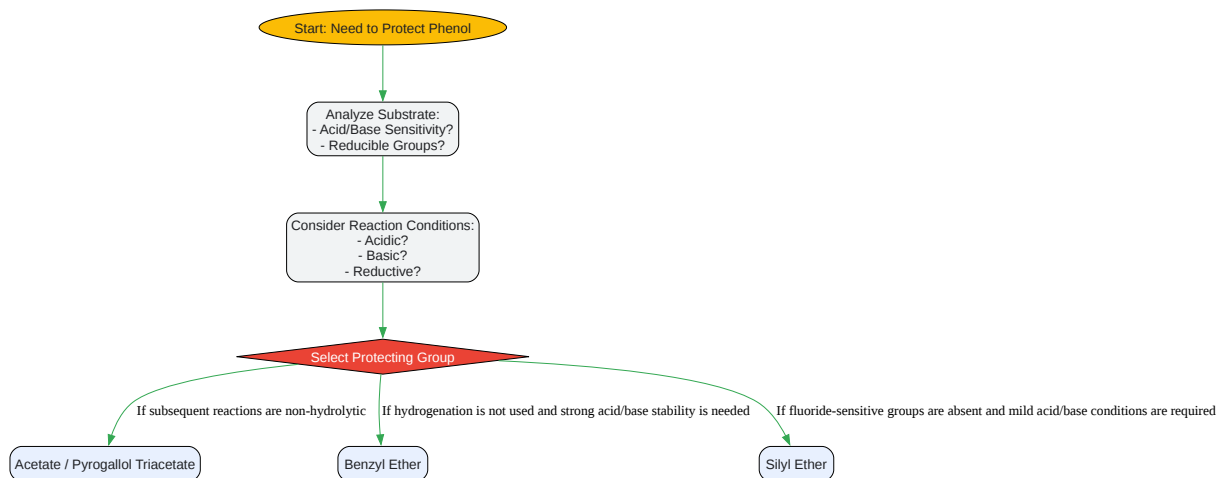 Start: Need to Protect Phenol
Analyze Substrate:
- Acid/Base Sensitivity?
- Reducible Groups?
Consider Reaction Conditions:
- Acidic?
- Basic?
- Reductive?
Select Protecting Group
If subsequent reactions are non-hydrolytic
If hydrogenation is not used and strong acid/base stability is needed
If fluoride-sensitive groups are absent and mild acid/base conditions are required
Acetate / Pyrogallol Triacetate
Benzyl Ether
Silyl Ether